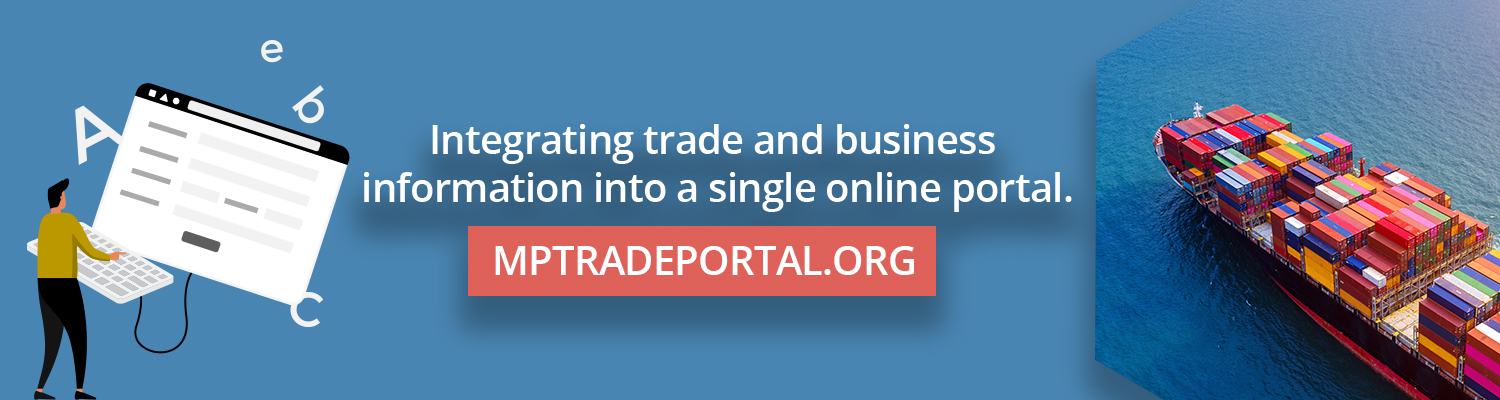 e
b
A
Integrating trade and business
information into a single online portal.
MPTRADEPORTAL.ORG
C